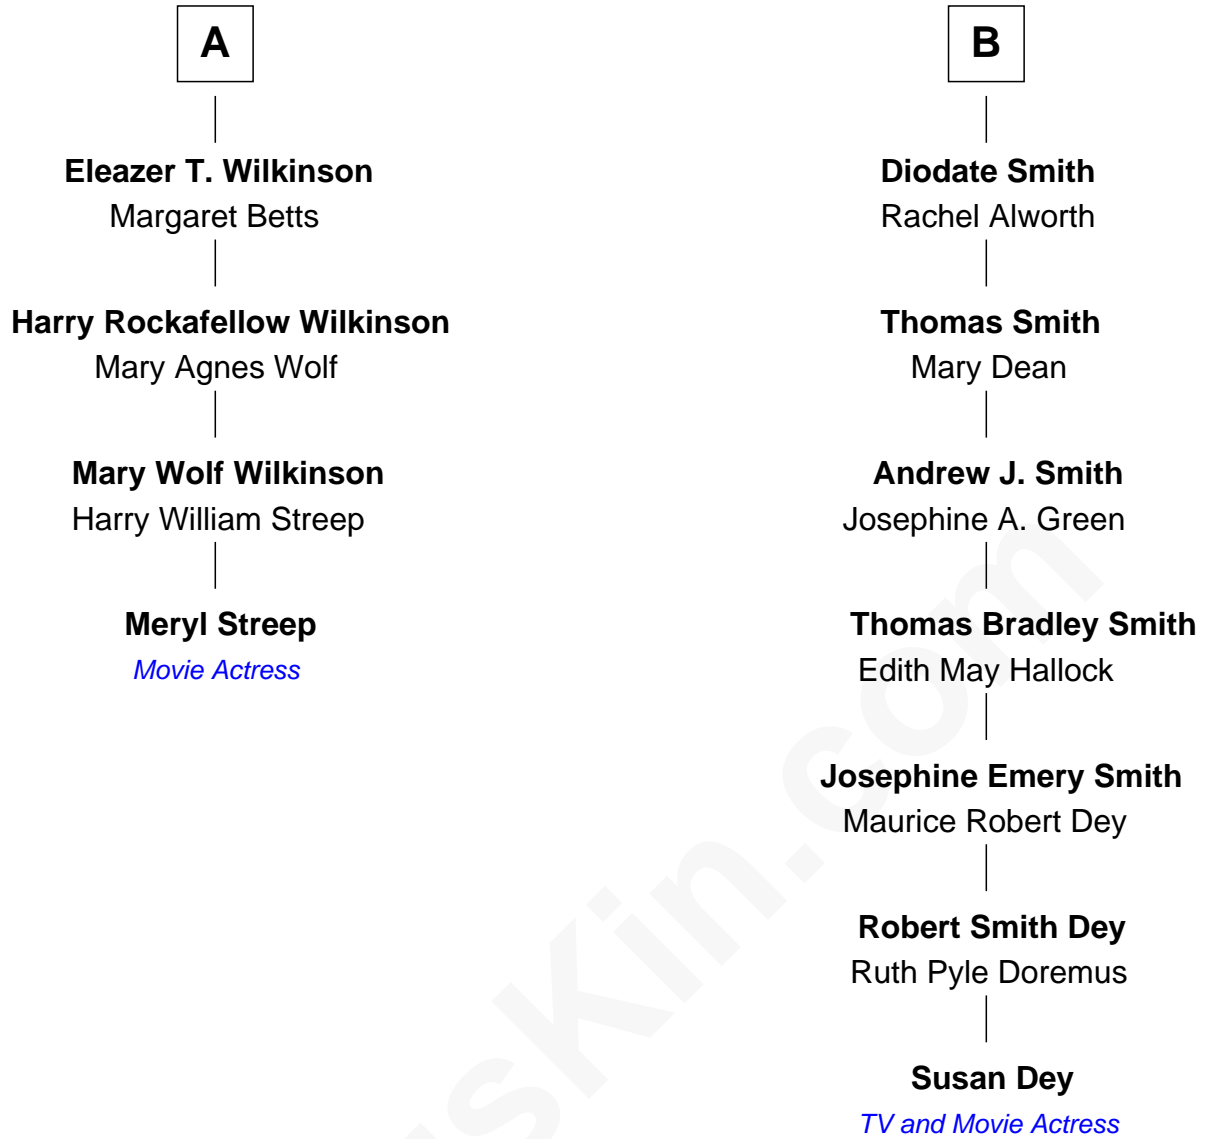 A
Eleazer T. Wilkinson
Margaret Betts
Harry Rockafellow Wilkinson
Mary Agnes Wolf
Mary Wolf Wilkinson
Harry William Streep
Meryl Streep
Movie Actress
B
Diodate Smith
Rachel Alworth
Thomas Smith
Mary Dean
Andrew J. Smith
Josephine A. Green
Thomas Bradley Smith
Edith May Hallock
Josephine Emery Smith
Maurice Robert Dey
Robert Smith Dey
Ruth Pyle Doremus
Susan Dey
TV and Movie Actress
sKin.com